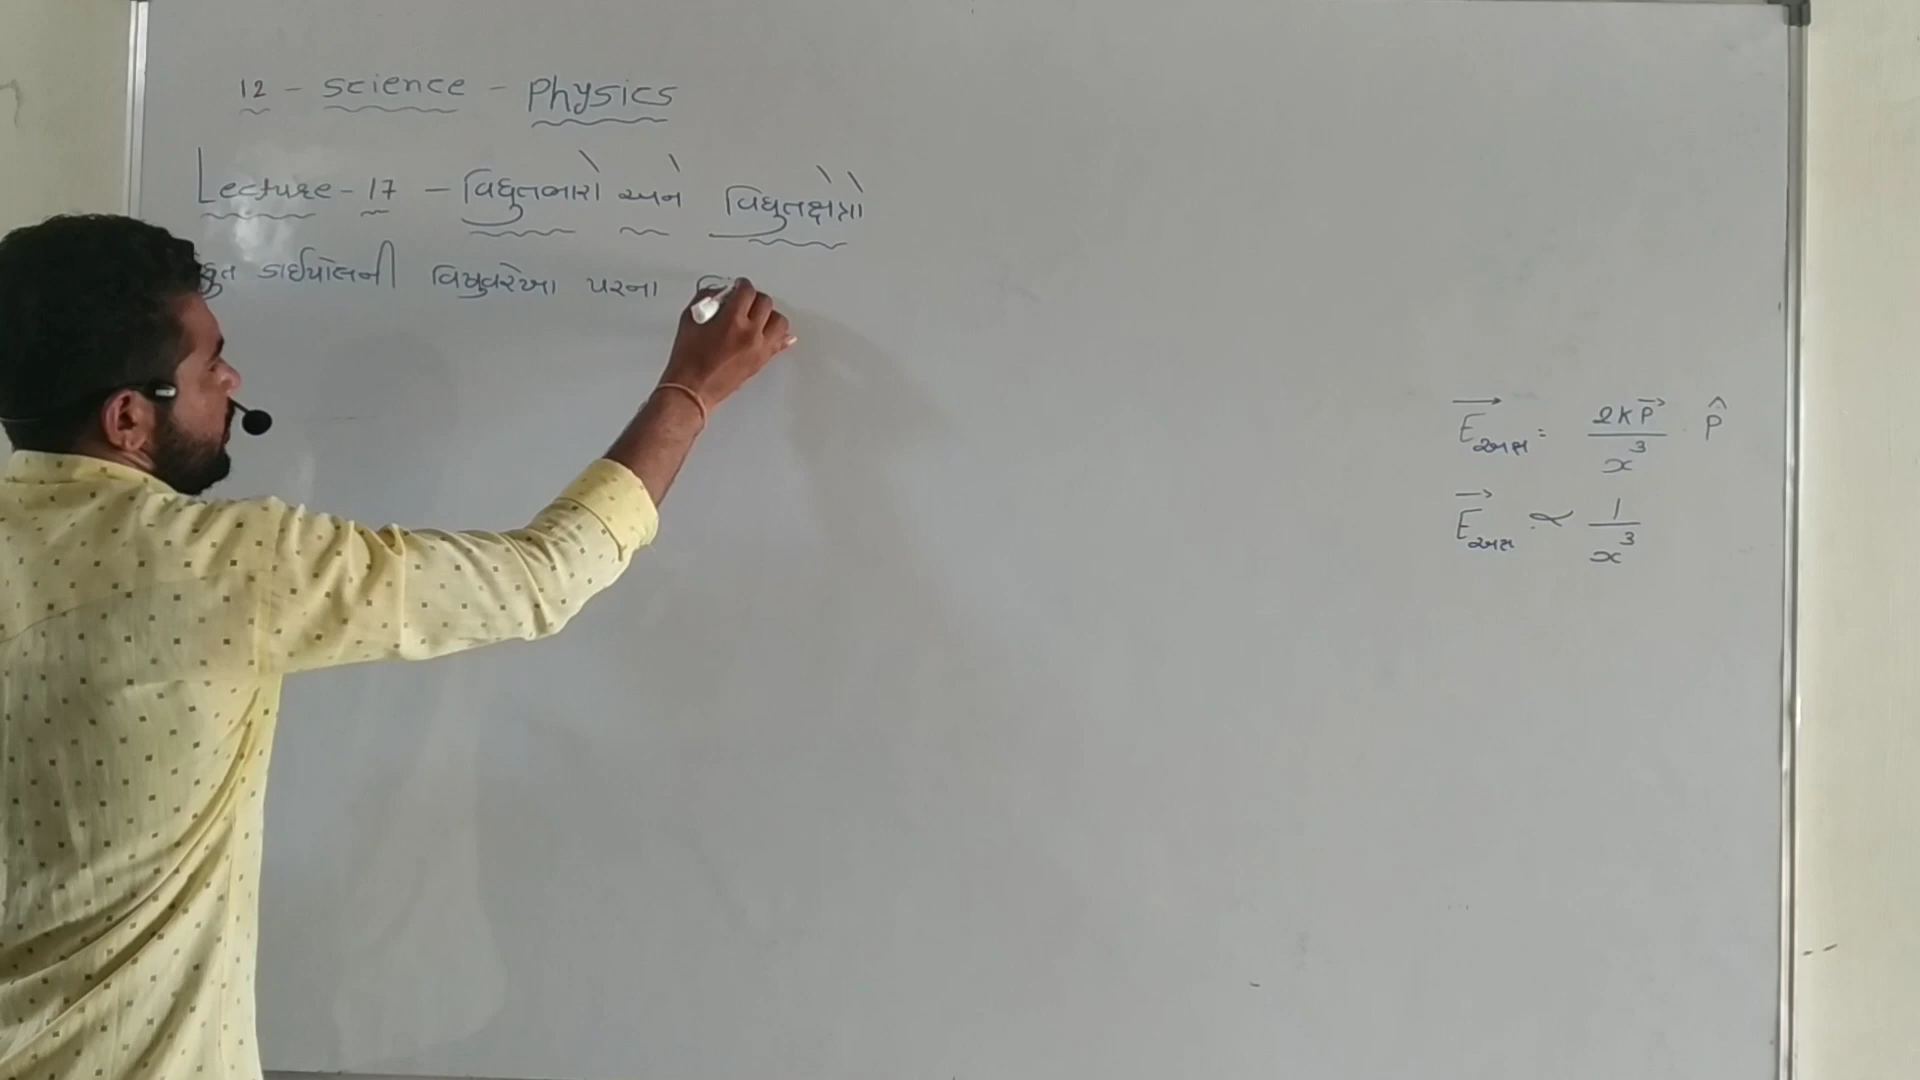 12 - Science - Physics
Lecture - 17 - વિદ્યુતભારો અને વિદ્યુતક્ષેત્રો
ડાઈપોલની વિષુવરેખા પરના
E⃗અક્ષ = 2kP⃗ / x³ · P̂
E⃗અક્ષ ∝ 1 / x³